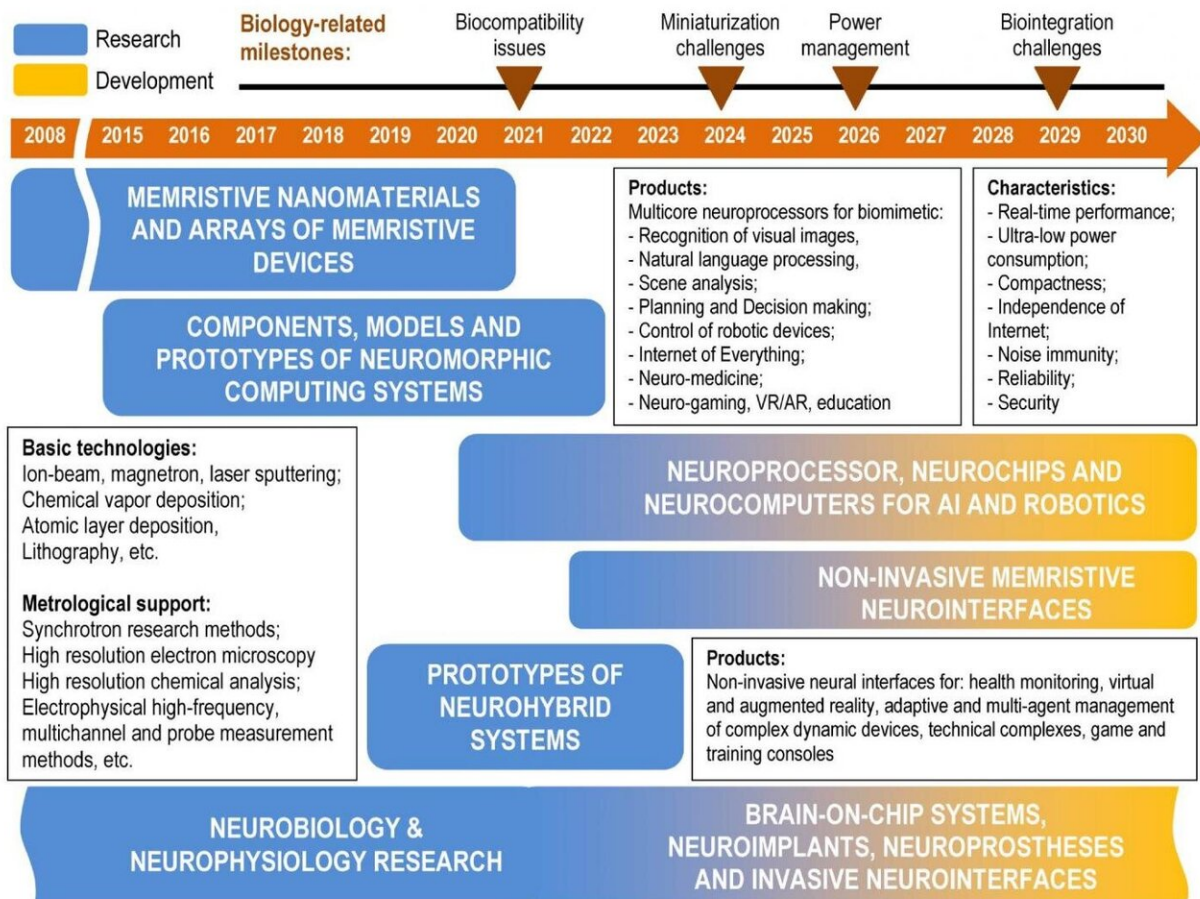 Research
Development
Biology-related
milestones:
Biocompatibility
issues
Miniaturization
challenges
Power
management
Biointegration
challenges
2008 2015 2016 2017 2018 2019 2020 2021 2022 2023 2024 2025 2026 2027 2028 2029 2030
MEMRISTIVE NANOMATERIALS
AND ARRAYS OF MEMRISTIVE
DEVICES
COMPONENTS, MODELS AND
PROTOTYPES OF NEUROMORPHIC
COMPUTING SYSTEMS
Products:
Multicore neuroprocessors for biomimetic:
- Recognition of visual images,
- Natural language processing,
- Scene analysis;
- Planning and Decision making;
- Control of robotic devices;
- Internet of Everything;
- Neuro-medicine;
- Neuro-gaming, VR/AR, education
Characteristics:
- Real-time performance;
- Ultra-low power
consumption;
- Compactness;
- Independence of
Internet;
- Noise immunity;
- Reliability;
- Security
Basic technologies:
Ion-beam, magnetron, laser sputtering;
Chemical vapor deposition;
Atomic layer deposition,
Lithography, etc.
Metrological support:
Synchrotron research methods;
High resolution electron microscopy
High resolution chemical analysis;
Electrophysical high-frequency,
multichannel and probe measurement
methods, etc.
NEUROPROCESSOR, NEUROCHIPS AND
NEUROCOMPUTERS FOR AI AND ROBOTICS
NON-INVASIVE MEMRISTIVE
NEUROINTERFACES
PROTOTYPES OF
NEUROHYBRID
SYSTEMS
Products:
Non-invasive neural interfaces for: health monitoring, virtual
and augmented reality, adaptive and multi-agent management
of complex dynamic devices, technical complexes, game and
training consoles
NEUROBIOLOGY &
NEUROPHYSIOLOGY RESEARCH
BRAIN-ON-CHIP SYSTEMS,
NEUROIMPLANTS, NEUROPROSTHESES
AND INVASIVE NEUROINTERFACES